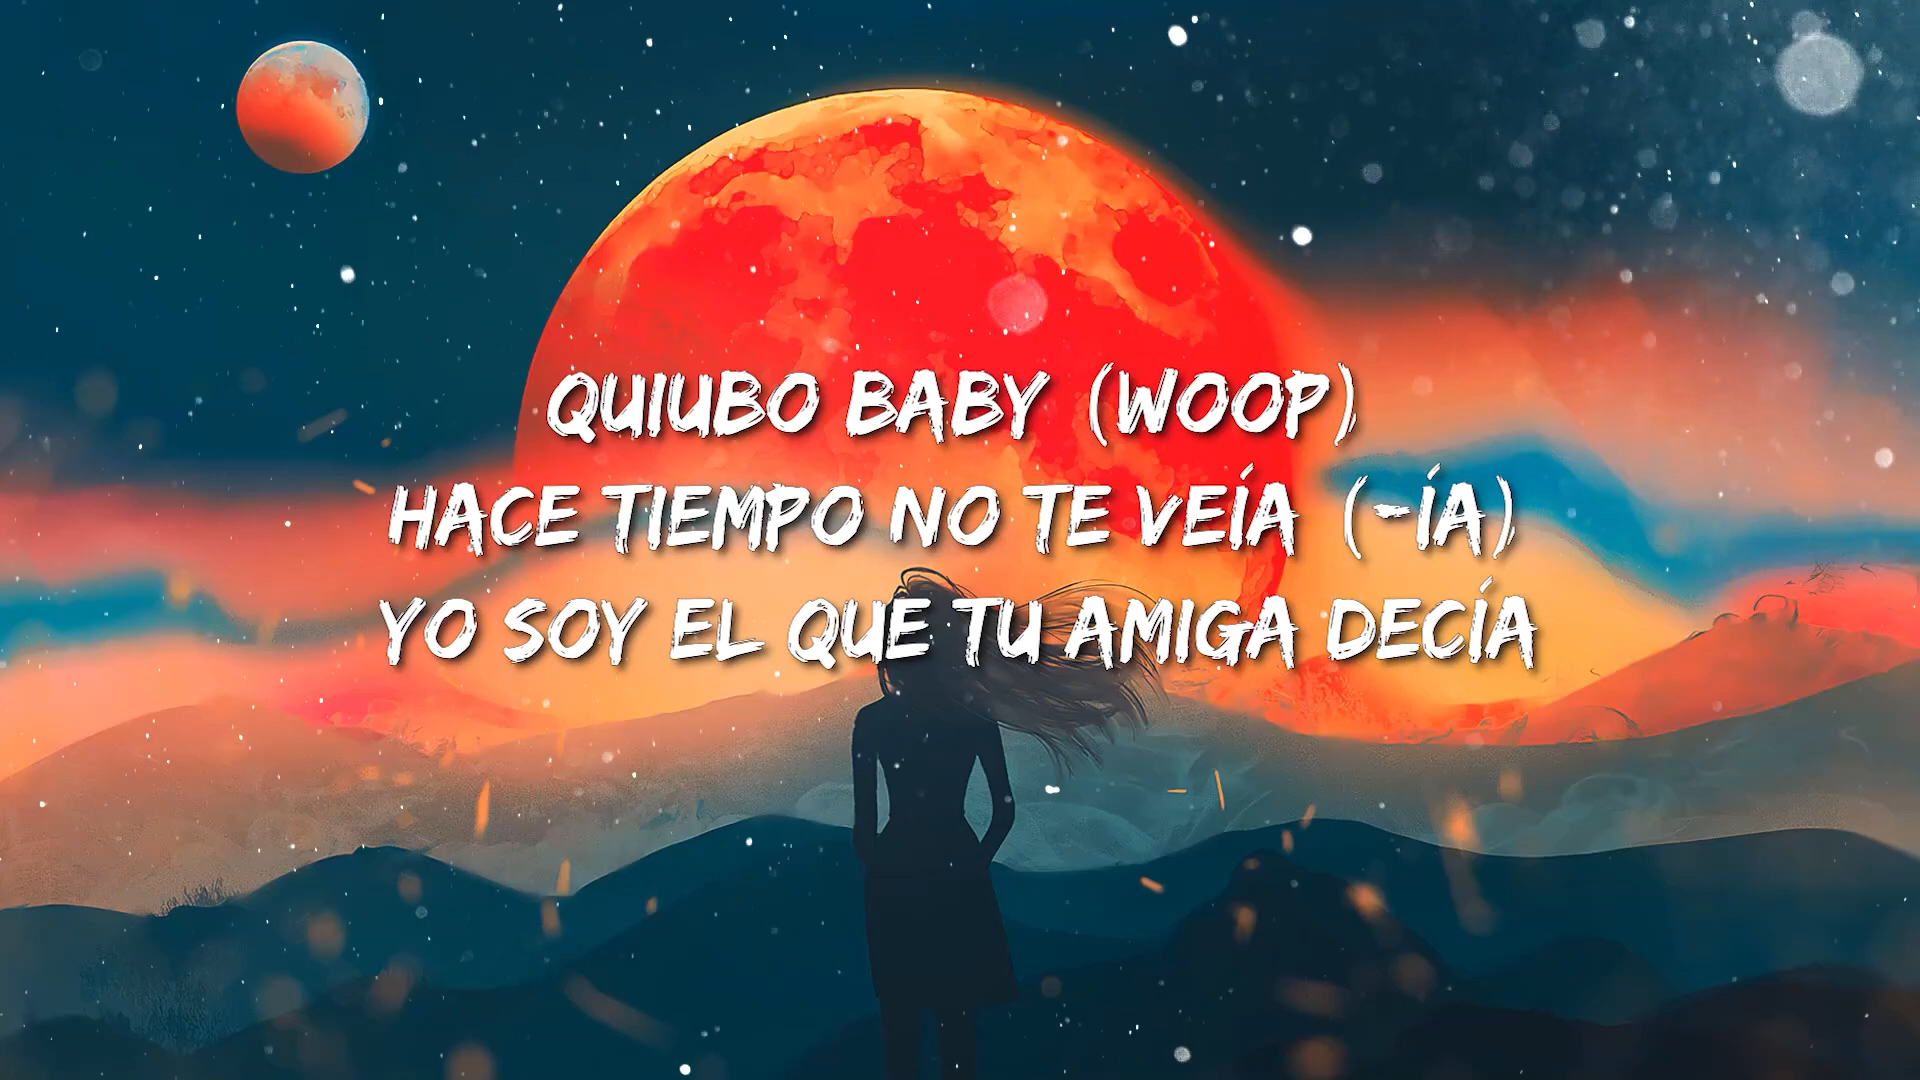 QUIUBO BABY (WOOP)
HACE TIEMPO NO TE VEÍA (-ÍA)
YO SOY EL QUE TU AMIGA DECÍA